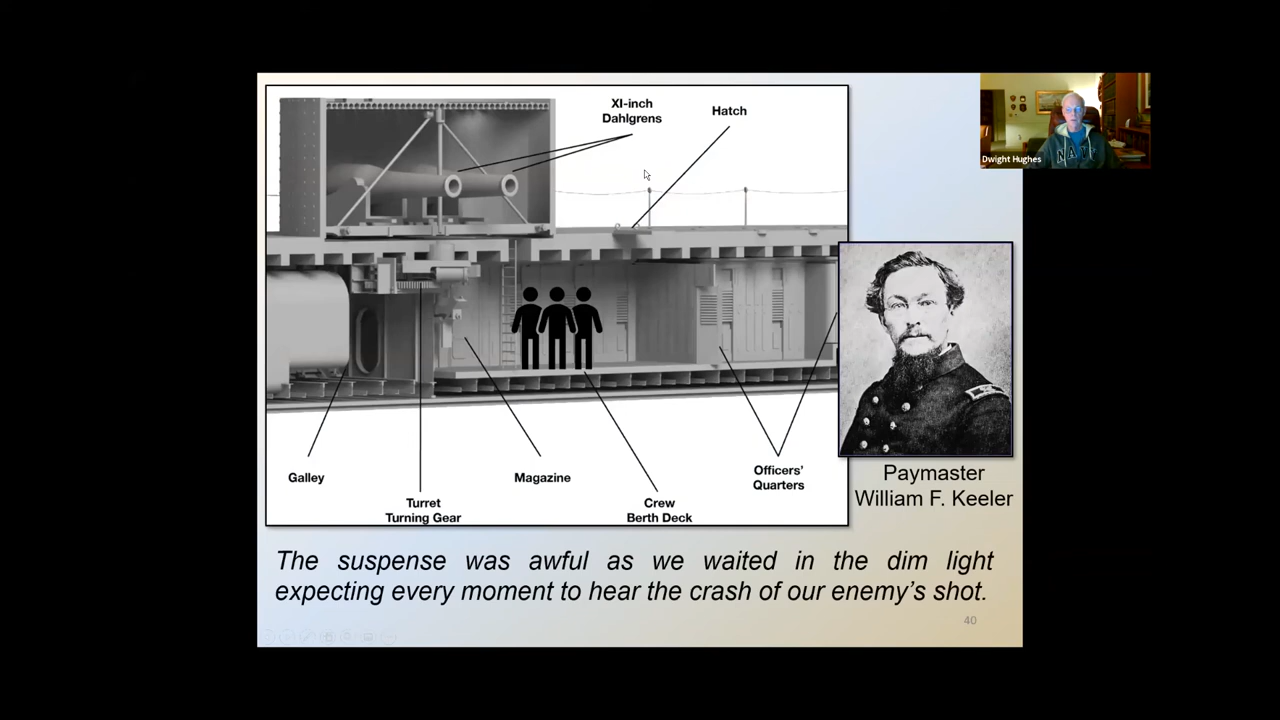 XI-inch
Dahlgrens
Hatch
Dwight Hughes
NAVY
Galley
Turret
Turning Gear
Magazine
Crew
Berth Deck
Officers’
Quarters
Paymaster
William F. Keeler
The suspense was awful as we waited in the dim light
expecting every moment to hear the crash of our enemy’s shot.
40